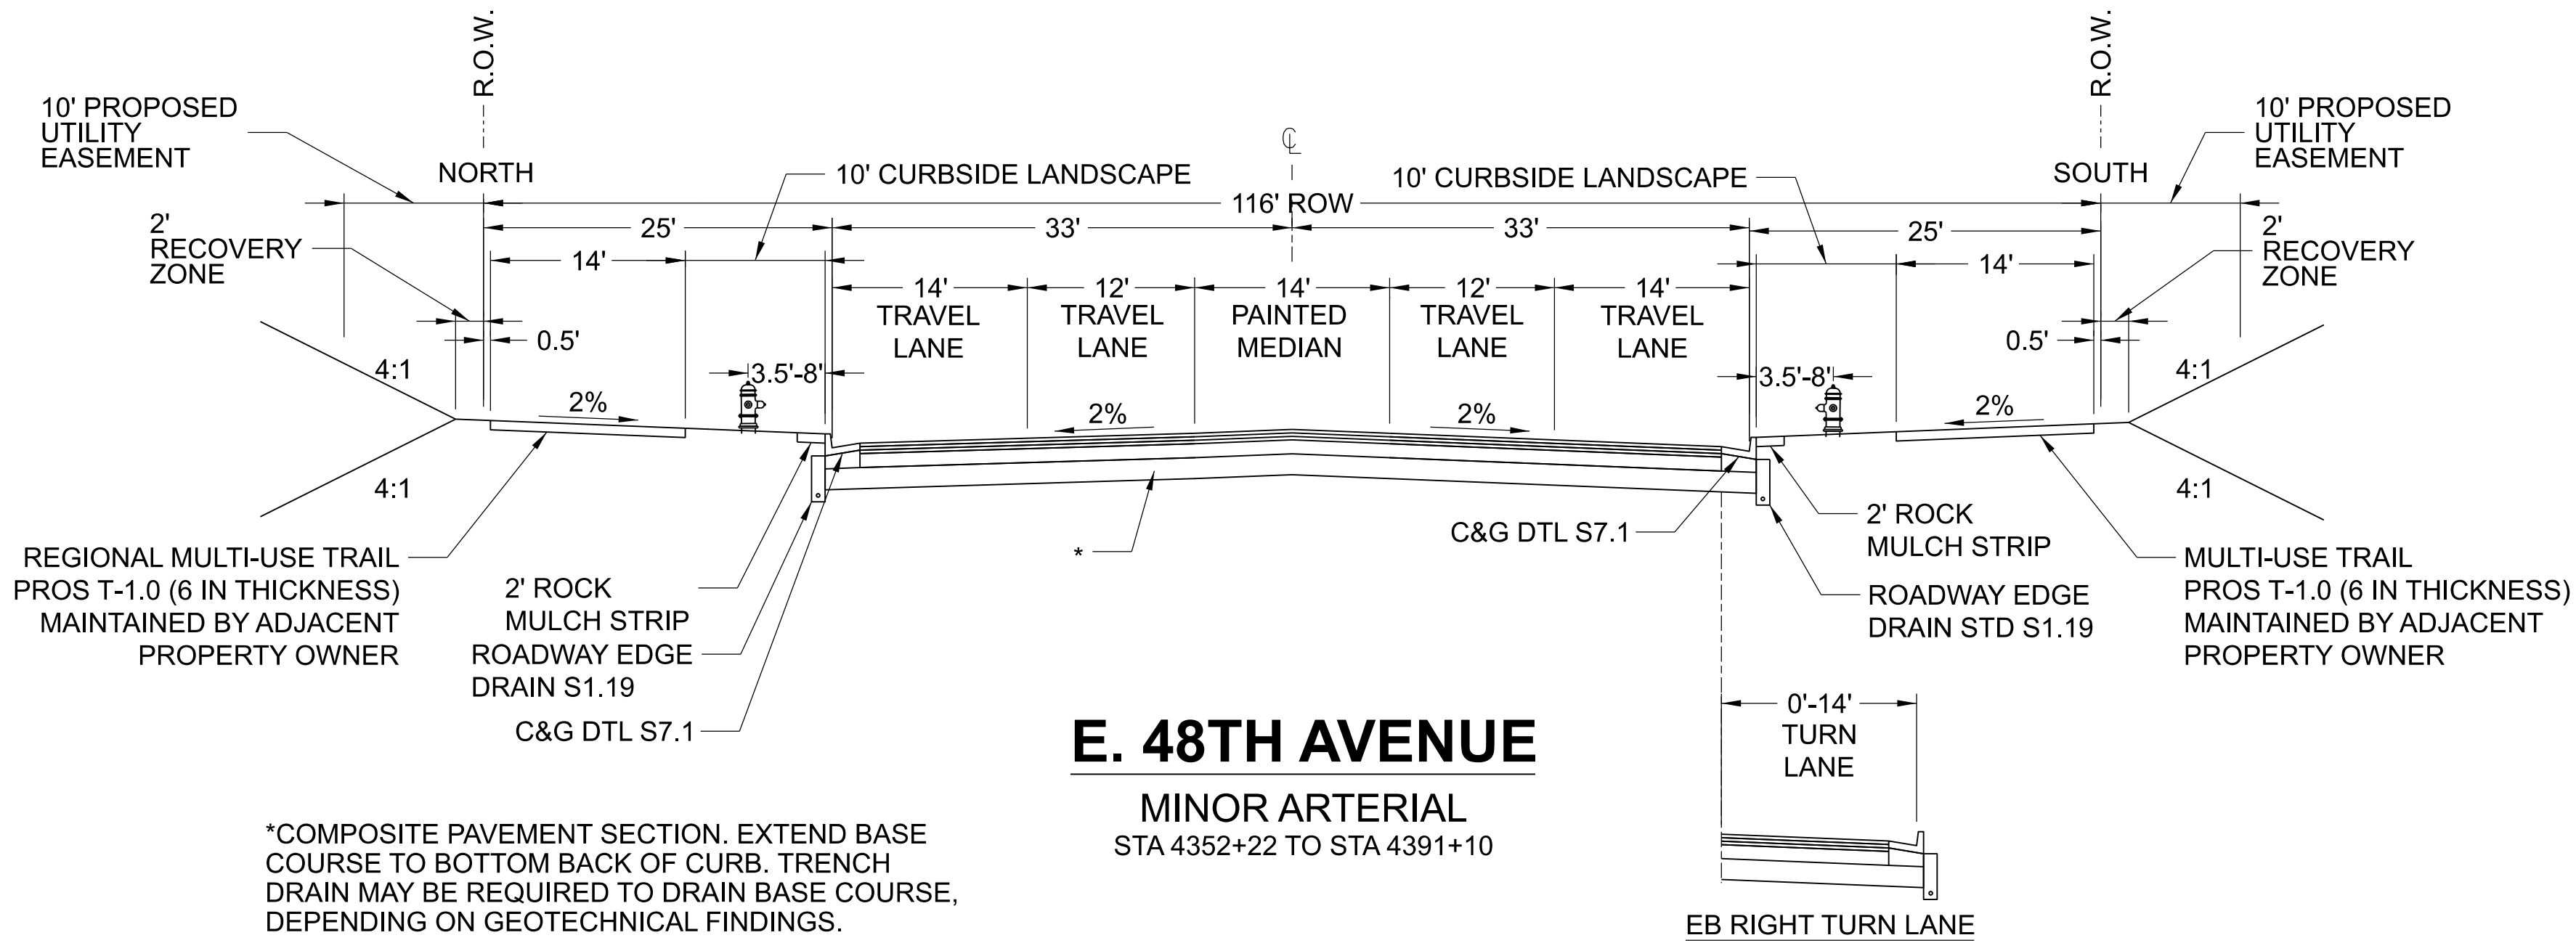 R.O.W.
R.O.W.
10' PROPOSED
UTILITY
EASEMENT
NORTH
℄
10' CURBSIDE LANDSCAPE
10' CURBSIDE LANDSCAPE
SOUTH
10' PROPOSED
UTILITY
EASEMENT
116' ROW
2'
RECOVERY
ZONE
25'
33'
33'
25'
2'
RECOVERY
ZONE
14'
14'
14'
TRAVEL
LANE
12'
TRAVEL
LANE
14'
PAINTED
MEDIAN
12'
TRAVEL
LANE
14'
TRAVEL
LANE
0.5'
0.5'
4:1
3.5'-8'
3.5'-8'
4:1
2%
2%
2%
2%
4:1
4:1
REGIONAL MULTI-USE TRAIL
PROS T-1.0 (6 IN THICKNESS)
MAINTAINED BY ADJACENT
PROPERTY OWNER
2' ROCK
MULCH STRIP
ROADWAY EDGE
DRAIN S1.19
C&G DTL S7.1
*
C&G DTL S7.1
2' ROCK
MULCH STRIP
ROADWAY EDGE
DRAIN STD S1.19
MULTI-USE TRAIL
PROS T-1.0 (6 IN THICKNESS)
MAINTAINED BY ADJACENT
PROPERTY OWNER
E. 48TH AVENUE
MINOR ARTERIAL
STA 4352+22 TO STA 4391+10
0'-14'
TURN
LANE
EB RIGHT TURN LANE
*COMPOSITE PAVEMENT SECTION. EXTEND BASE
COURSE TO BOTTOM BACK OF CURB. TRENCH
DRAIN MAY BE REQUIRED TO DRAIN BASE COURSE,
DEPENDING ON GEOTECHNICAL FINDINGS.